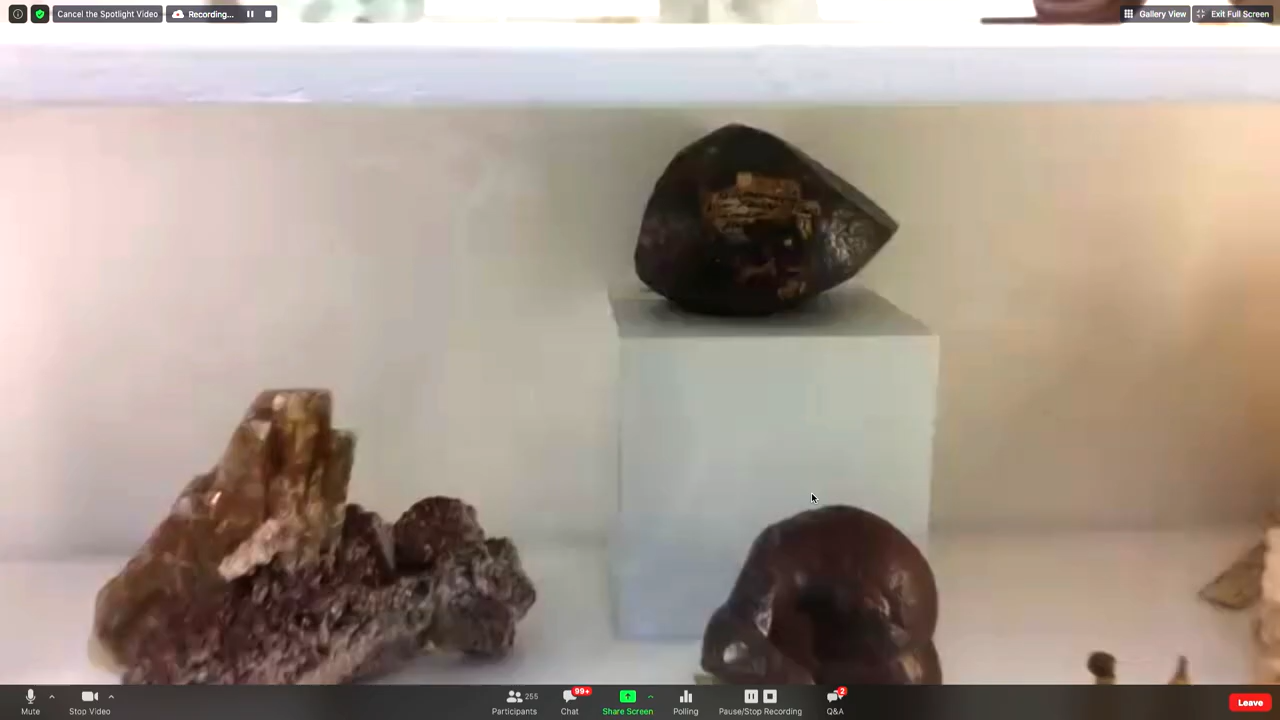 Cancel the Spotlight Video
Recording...
Gallery View
Exit Full Screen
Mute
Stop Video
255
Participants
99+
Chat
Share Screen
Polling
Pause/Stop Recording
2
Q&A
Leave